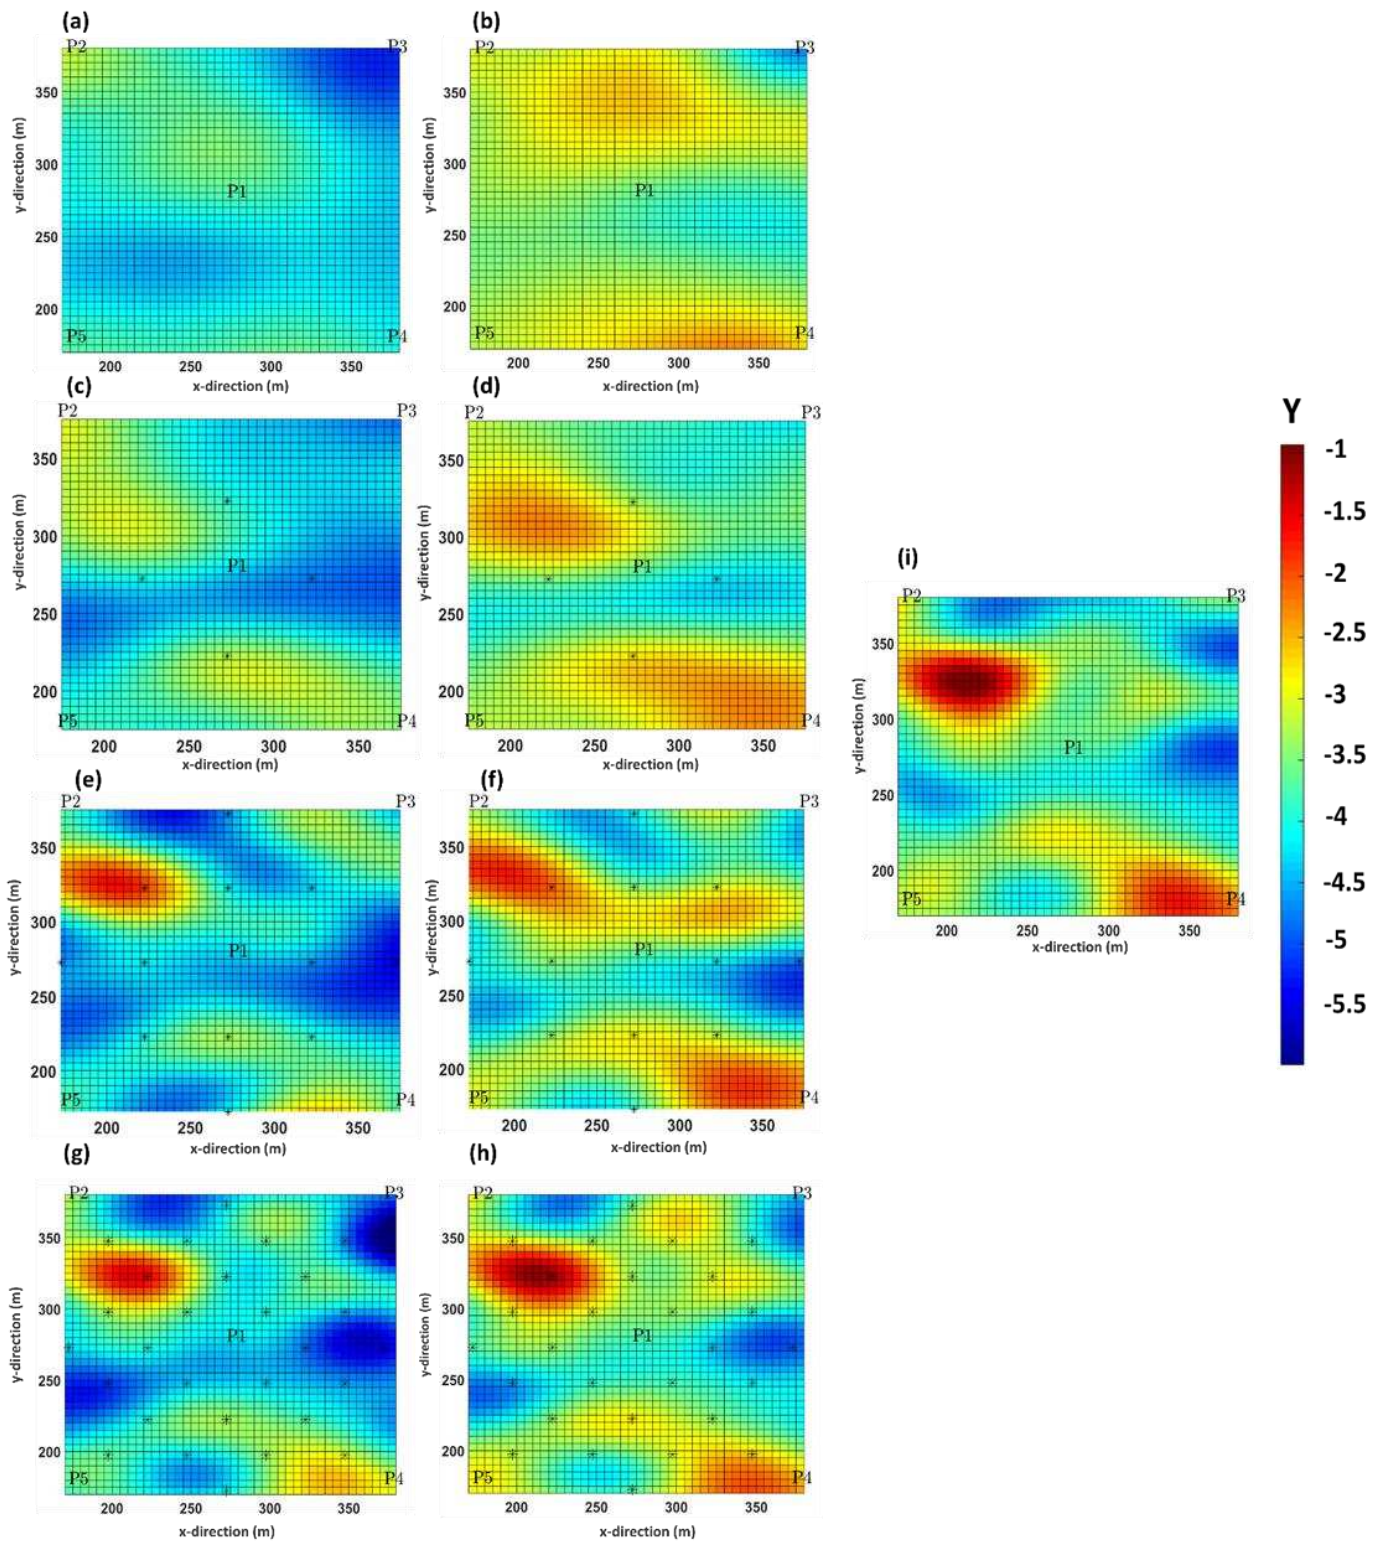 (a)
(b)
P2
P3
P2
P3
350
300
250
200
y-direction (m)
P1
P5
P4
200
250
300
350
x-direction (m)
350
300
250
200
y-direction (m)
P1
P5
P4
200
250
300
350
x-direction (m)
(c)
(d)
P2
P3
350
300
250
200
y-direction (m)
P1
P5
P4
200
250
300
350
x-direction (m)
P2
P3
350
300
250
200
y-direction (m)
P1
P5
P4
200
250
300
350
x-direction (m)
(e)
(f)
P2
P3
350
300
250
200
y-direction (m)
P1
P5
P4
200
250
300
350
x-direction (m)
P2
P3
350
300
250
200
y-direction (m)
P1
P5
P4
200
250
300
350
x-direction (m)
(g)
(h)
P2
P3
350
300
250
200
y-direction (m)
P1
P5
P4
200
250
300
350
x-direction (m)
P2
P3
350
300
250
200
y-direction (m)
P1
P5
P4
200
250
300
350
x-direction (m)
(i)
P2
P3
350
300
250
200
y-direction (m)
P1
P5
P4
200
250
300
350
x-direction (m)
Y
-1
-1.5
-2
-2.5
-3
-3.5
-4
-4.5
-5
-5.5